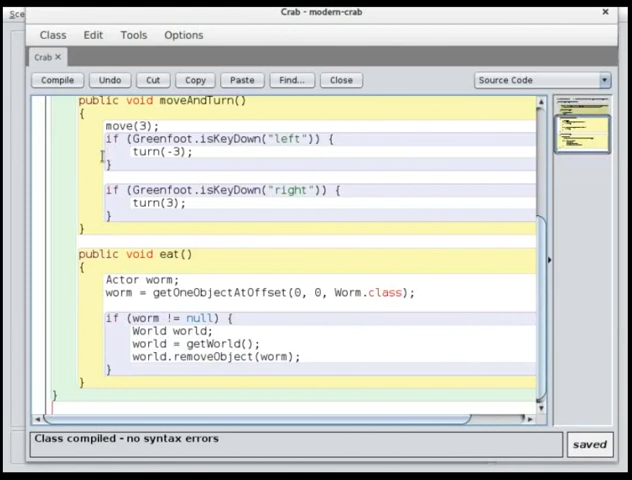 Sce
Crab - modern-crab
Class Edit Tools Options
Crab
Compile Undo Cut Copy Paste Find... Close Source Code
public void moveAndTurn()
{
move(3);
if (Greenfoot.isKeyDown("left")) {
turn(-3);
}
if (Greenfoot.isKeyDown("right")) {
turn(3);
}
}
public void eat()
{
Actor worm;
worm = getOneObjectAtOffset(0, 0, Worm.class);
if (worm != null) {
World world;
world = getWorld();
world.removeObject(worm);
}
}
}
Class compiled - no syntax errors
saved